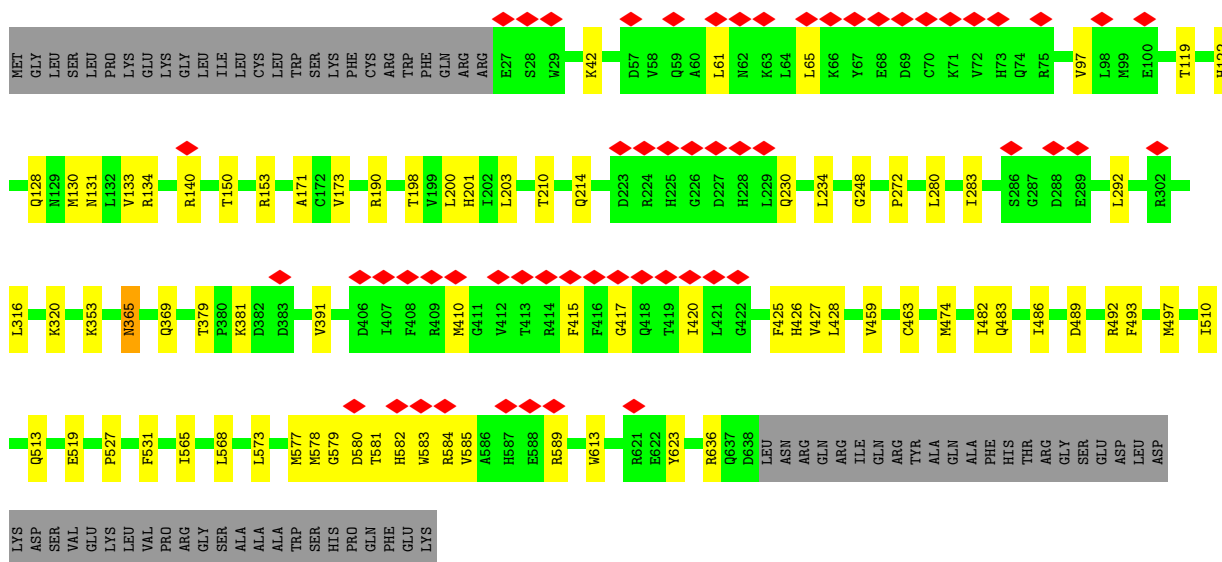 MET GLY LEU SER LEU PRO LYS GLU LYS GLY LEU ILE LEU CYS LEU TRP SER LYS PHE CYS ARG TRP PHE GLN ARG ARG E27 S28 W29 K42 D57 V58 Q59 A60 L61 N62 K63 L64 L65 K66 Y67 E68 D69 C70 K71 V72 H73 Q74 R75 V97 L98 M99 E100 T119
Q128 N129 M130 N131 L132 V133 R134 R140 T150 R153 A171 C172 V173 R190 T198 V199 L200 H201 I202 L203 T210 Q214 D223 R224 H225 G226 D227 H228 L229 Q230 L234 G248 P272 L280 I283 S286 G287 D288 E289 L292 R302
L316 K320 K353 N365 Q369 T379 P380 K381 D382 D383 V391 D406 I407 F408 R409 M410 G411 V412 T413 R414 F415 F416 G417 Q418 T419 I420 L421 G422 F425 H426 V427 L428 V459 C463 M474 I482 Q483 I486 D489 R492 F493 M497 I510
Q513 E519 P527 F531 I565 L568 L573 M577 M578 G579 D580 T581 H582 W583 R584 V585 A586 H587 E588 R589 W613 R621 E622 Y623 R636 Q637 D638 LEU ASN ARG GLN ARG ILE GLN ARG TYR ALA GLN ALA PHE HIS THR ARG GLY SER GLU ASP LEU ASP
LYS ASP SER VAL GLU LYS LEU VAL PRO ARG GLY SER ALA ALA ALA TRP SER HIS PRO GLN PHE GLU LYS